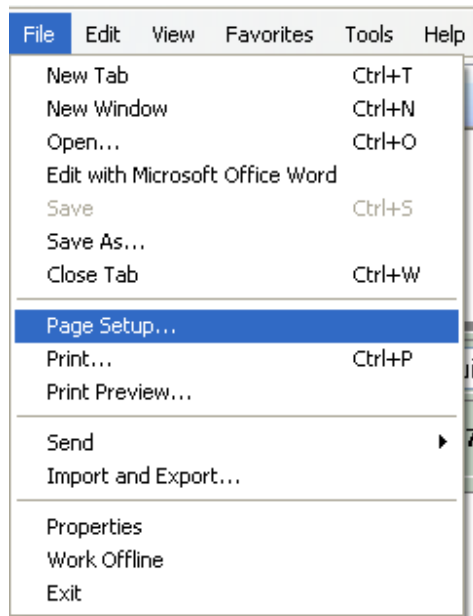 File Edit View Favorites Tools Help
New Tab Ctrl+T
New Window Ctrl+N
Open... Ctrl+O
Edit with Microsoft Office Word
Save Ctrl+S
Save As...
Close Tab Ctrl+W
Page Setup...
Print... Ctrl+P
Print Preview...
Send
Import and Export...
Properties
Work Offline
Exit